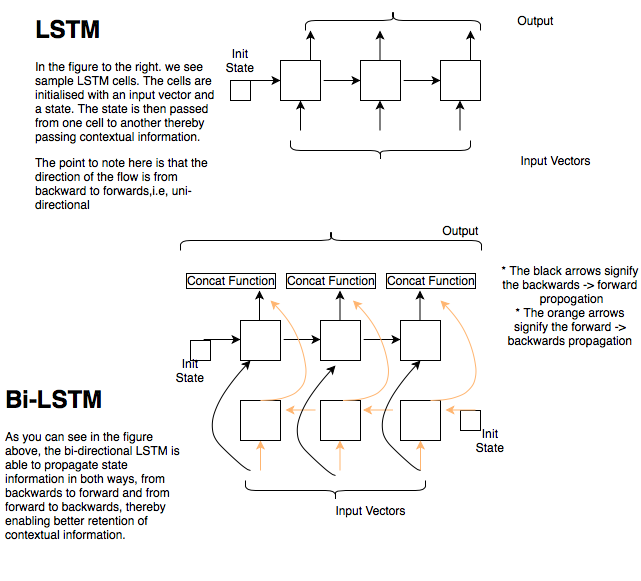 LSTM
In the figure to the right. we see
sample LSTM cells. The cells are
initialised with an input vector and
a state. The state is then passed
from one cell to another thereby
passing contextual information.
The point to note here is that the
direction of the flow is from
backward to forwards,i.e, uni-
directional
Output
Init
State
Input Vectors
Output
Concat Function
Concat Function
Concat Function
* The black arrows signify
the backwards -> forward
propogation
* The orange arrows
signify the forward ->
backwards propagation
Init
State
Bi-LSTM
As you can see in the figure
above, the bi-directional LSTM is
able to propagate state
information in both ways, from
backwards to forward and from
forward to backwards, thereby
enabling better retention of
contextual information.
Init
State
Input Vectors